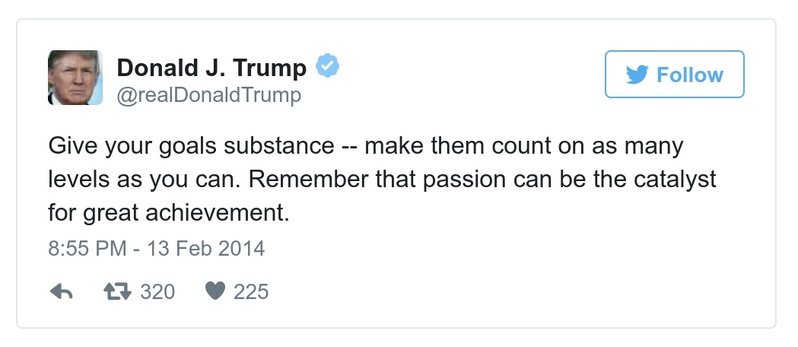 Donald J. Trump
@realDonaldTrump
Follow
Give your goals substance -- make them count on as many
levels as you can. Remember that passion can be the catalyst
for great achievement.
8:55 PM - 13 Feb 2014
320 225